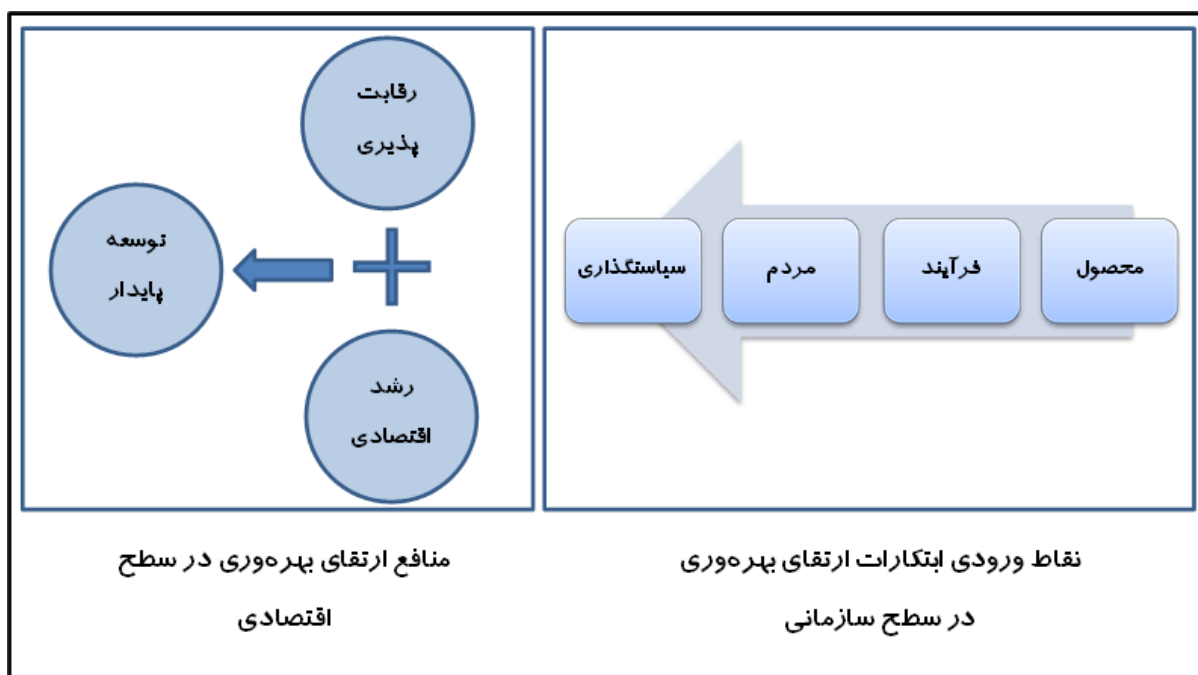 محصول
فرآیند
مردم
سیاستگذاری
نقاط ورودی ابتکارات ارتقای بهره‌وری
در سطح سازمانی
رقابت
پذیری
رشد
اقتصادی
توسعه
پایدار
منافع ارتقای بهره‌وری در سطح
اقتصادی